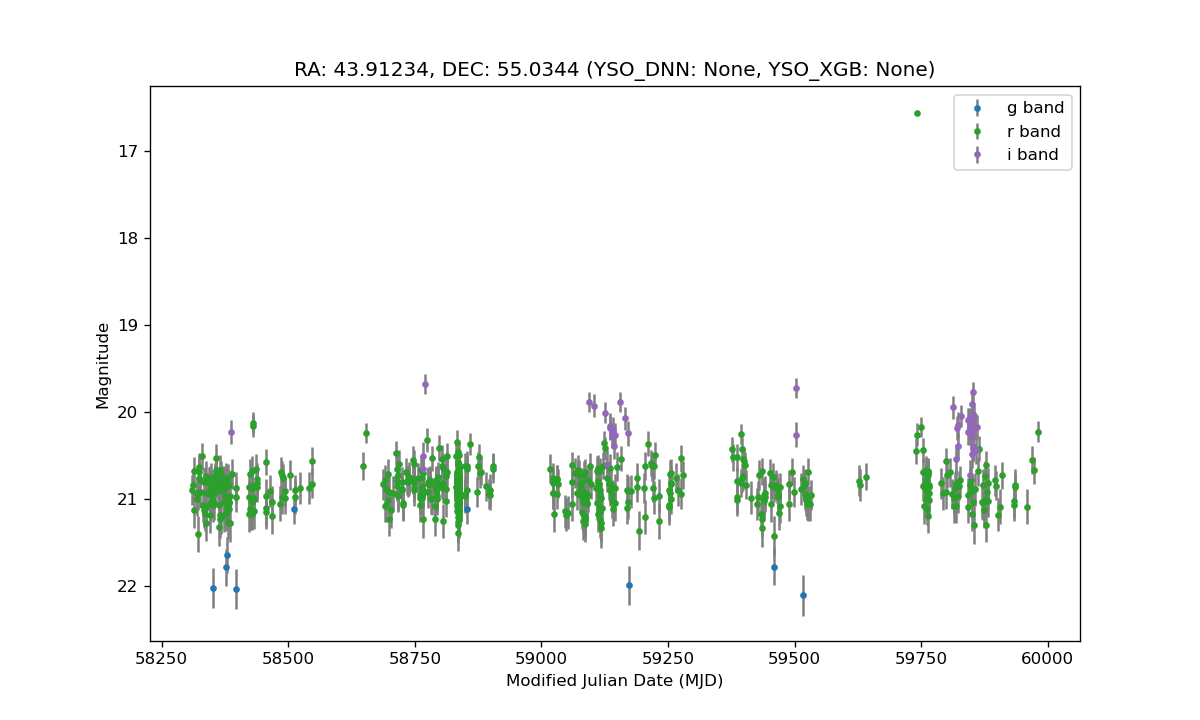 RA: 43.91234, DEC: 55.0344 (YSO_DNN: None, YSO_XGB: None)
g band
r band
i band
17
18
19
20
21
22
Magnitude
58250 58500 58750 59000 59250 59500 59750 60000
Modified Julian Date (MJD)